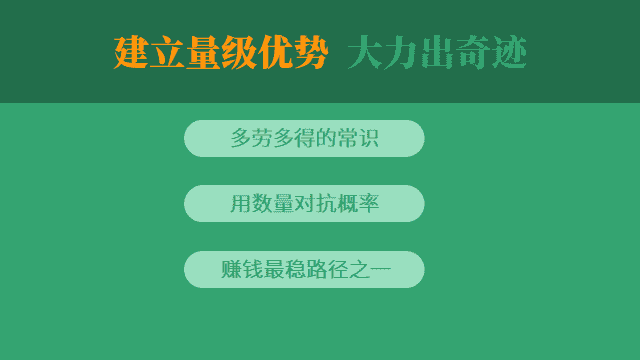 建立量级优势 大力出奇迹
多劳多得的常识
用数量对抗概率
赚钱最稳路径之一